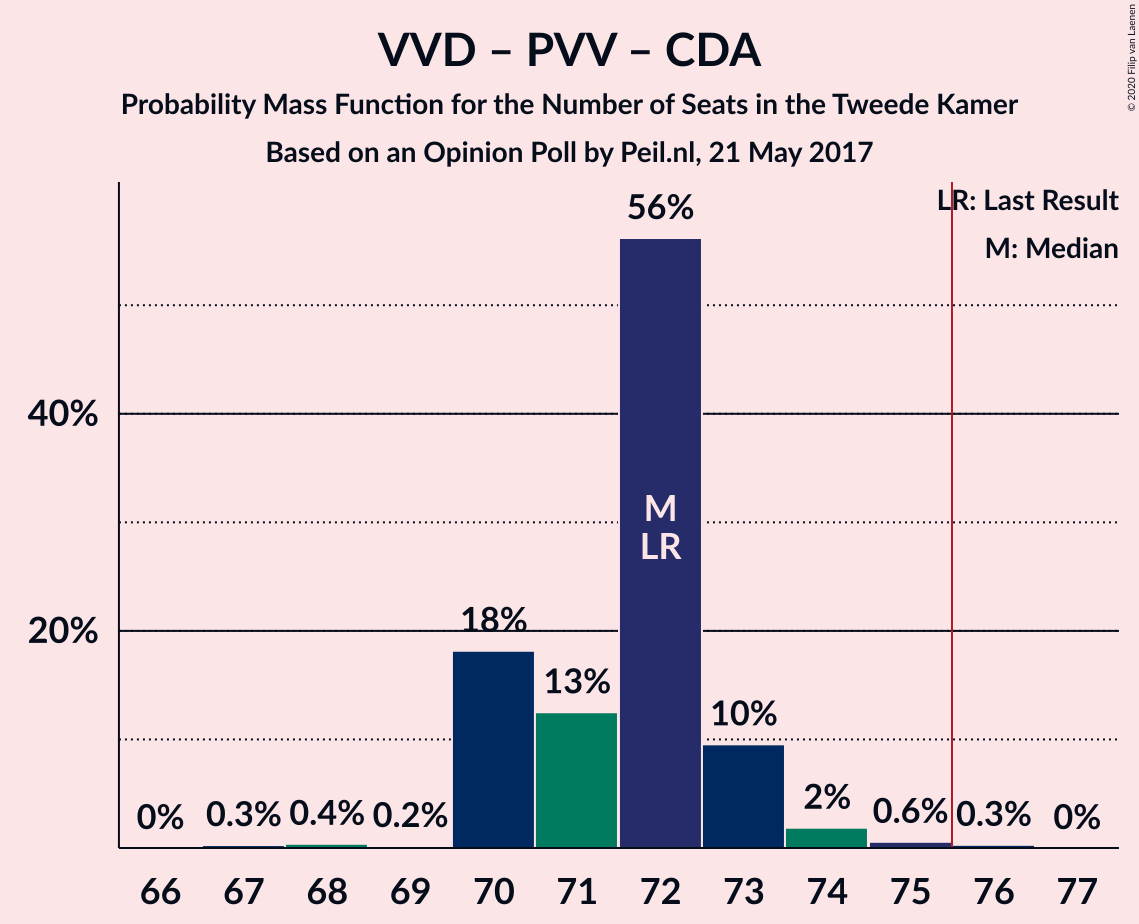 VVD – PVV – CDA
Probability Mass Function for the Number of Seats in the Tweede Kamer
Based on an Opinion Poll by Peil.nl, 21 May 2017
© 2020 Filip van Laenen
LR: Last Result
M: Median
56%
40%
M
LR
20%
18%
13%
10%
0%
0.3%
0.4%
0.2%
2%
0.6%
0.3%
0%
66 67 68 69 70 71 72 73 74 75 76 77